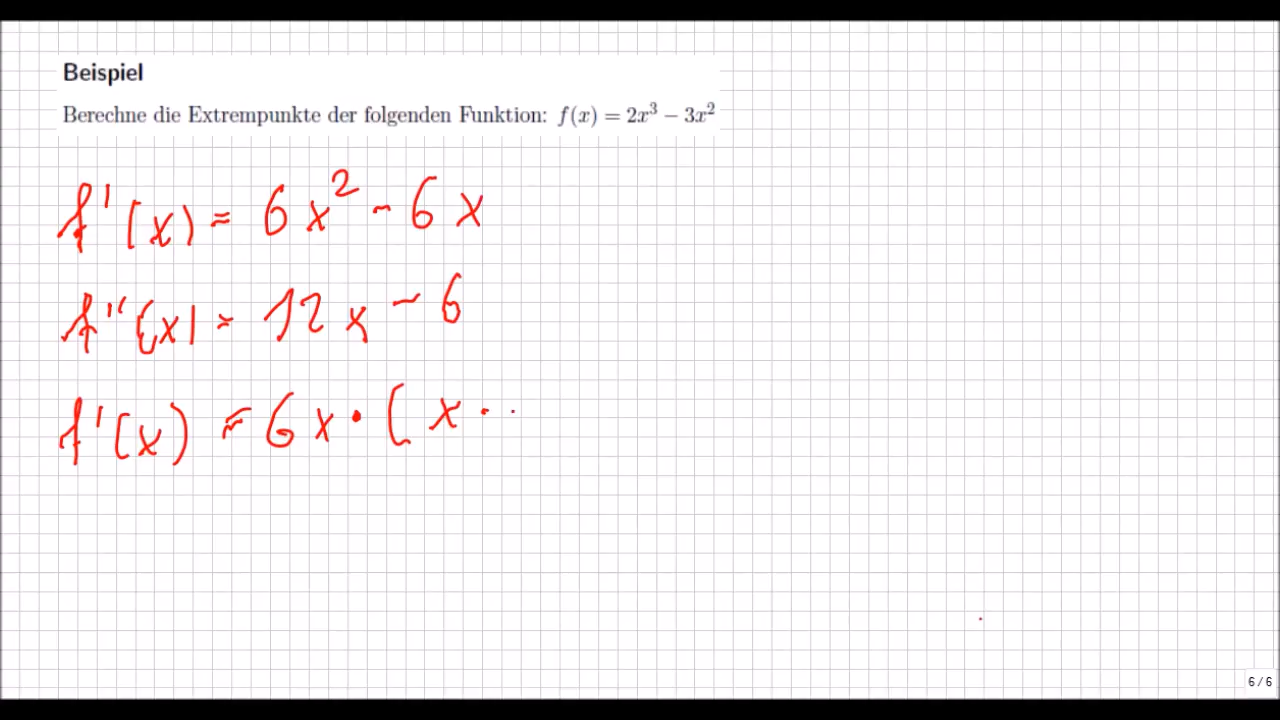 Beispiel
Berechne die Extrempunkte der folgenden Funktion: f(x) = 2x³ − 3x²
f'(x) = 6x² - 6x
f''(x) = 12x - 6
f'(x) = 6x · ( x -
6 / 6